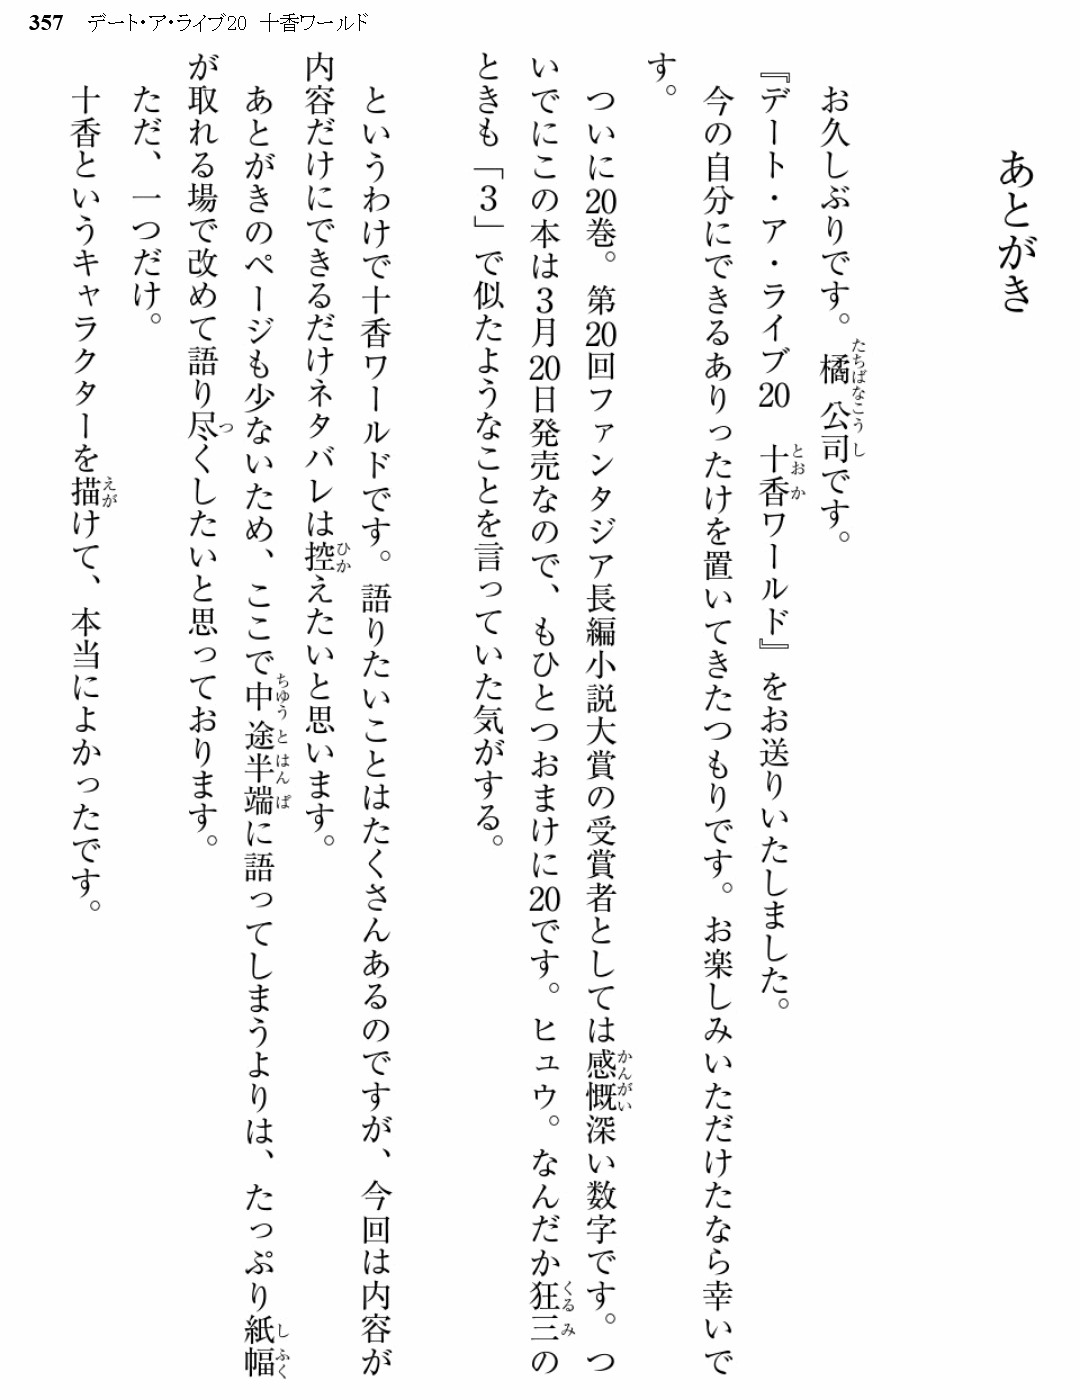 357 デート・ア・ライブ20 十香ワールド
あとがき
お久しぶりです。橘公司です。
『デート・ア・ライブ20 十香ワールド』をお送りいたしました。
今の自分にできるありったけを置いてきたつもりです。お楽しみいただけたなら幸いで
す。
ついに20巻。第20回ファンタジア長編小説大賞の受賞者としては感慨深い数字です。つ
いでにこの本は3月20日発売なので、もひとつおまけに20です。ヒュウ。なんだか狂三の
ときも「3」で似たようなことを言っていた気がする。
というわけで十香ワールドです。語りたいことはたくさんあるのですが、今回は内容が
内容だけにできるだけネタバレは控えたいと思います。
あとがきのページも少ないため、ここで中途半端に語ってしまうよりは、たっぷり紙幅
が取れる場で改めて語り尽くしたいと思っております。
ただ、一つだけ。
十香というキャラクターを描けて、本当によかったです。